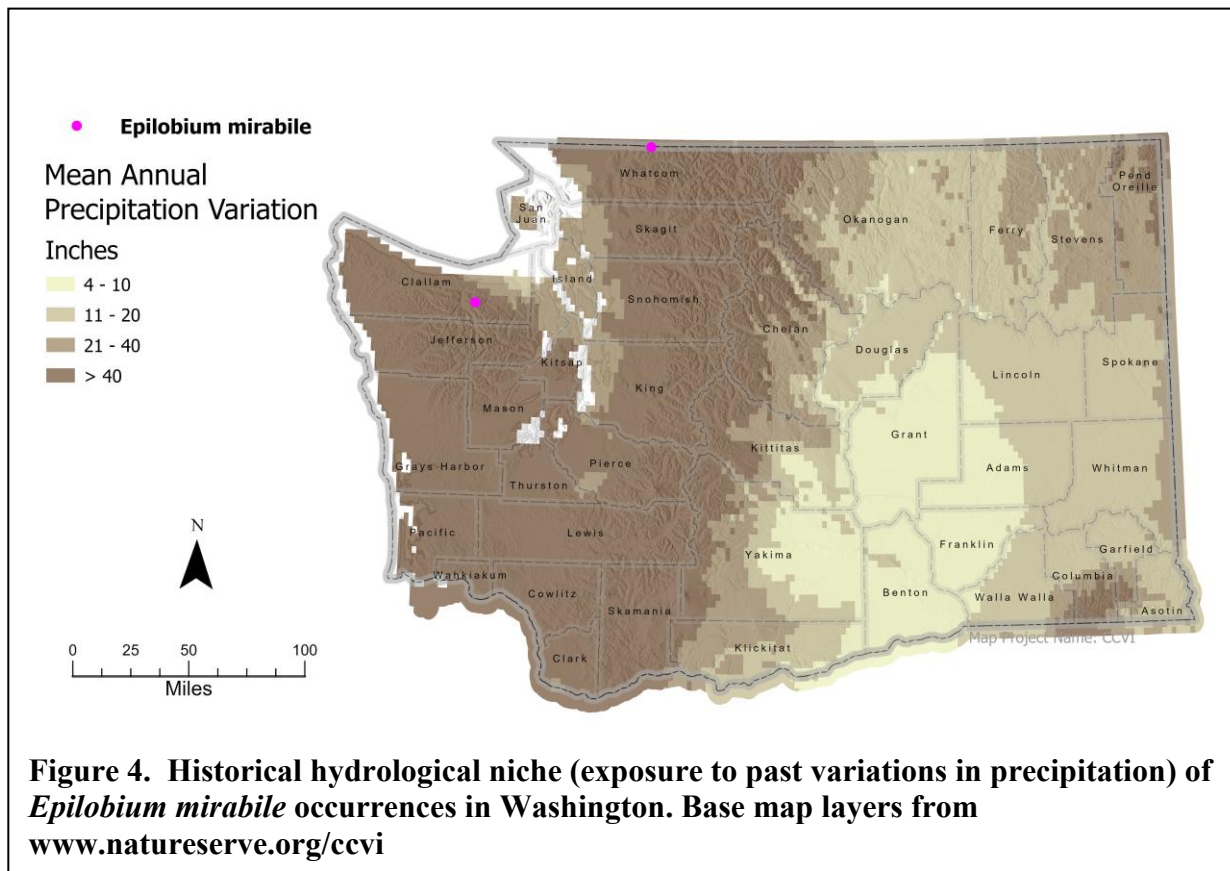 Epilobium mirabile
Mean Annual
Precipitation Variation
Inches
4 - 10
11 - 20
21 - 40
> 40
Whatcom
Pend
Oreille
San
Juan
Okanogan
Skagit
Ferry
Stevens
Clallam
Island
Snohomish
Chelan
Jefferson
Douglas
Kitsap
Spokane
Lincoln
King
Mason
Grant
Kittitas
Pierce
Adams
Whitman
Grays Harbor
Thurston
Pacific
Lewis
Franklin
Yakima
Garfield
Wahkiakum
Columbia
Cowlitz
Benton
Walla Walla
Skamania
Asotin
Map Project Name: CCVI
Klickitat
Clark
N
0 25 50 100
Miles
Figure 4. Historical hydrological niche (exposure to past variations in precipitation) of
Epilobium mirabile occurrences in Washington. Base map layers from
www.natureserve.org/ccvi